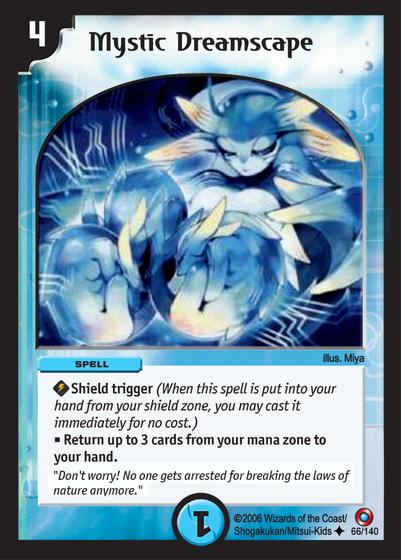 4
Mystic Dreamscape
illus. Miya
SPELL
Shield trigger (When this spell is put into your
hand from your shield zone, you may cast it
immediately for no cost.)
▪ Return up to 3 cards from your mana zone to
your hand.
"Don't worry! No one gets arrested for breaking the laws of
nature anymore."
©2006 Wizards of the Coast/
Shogakukan/Mitsui-Kids ✦ 66/140